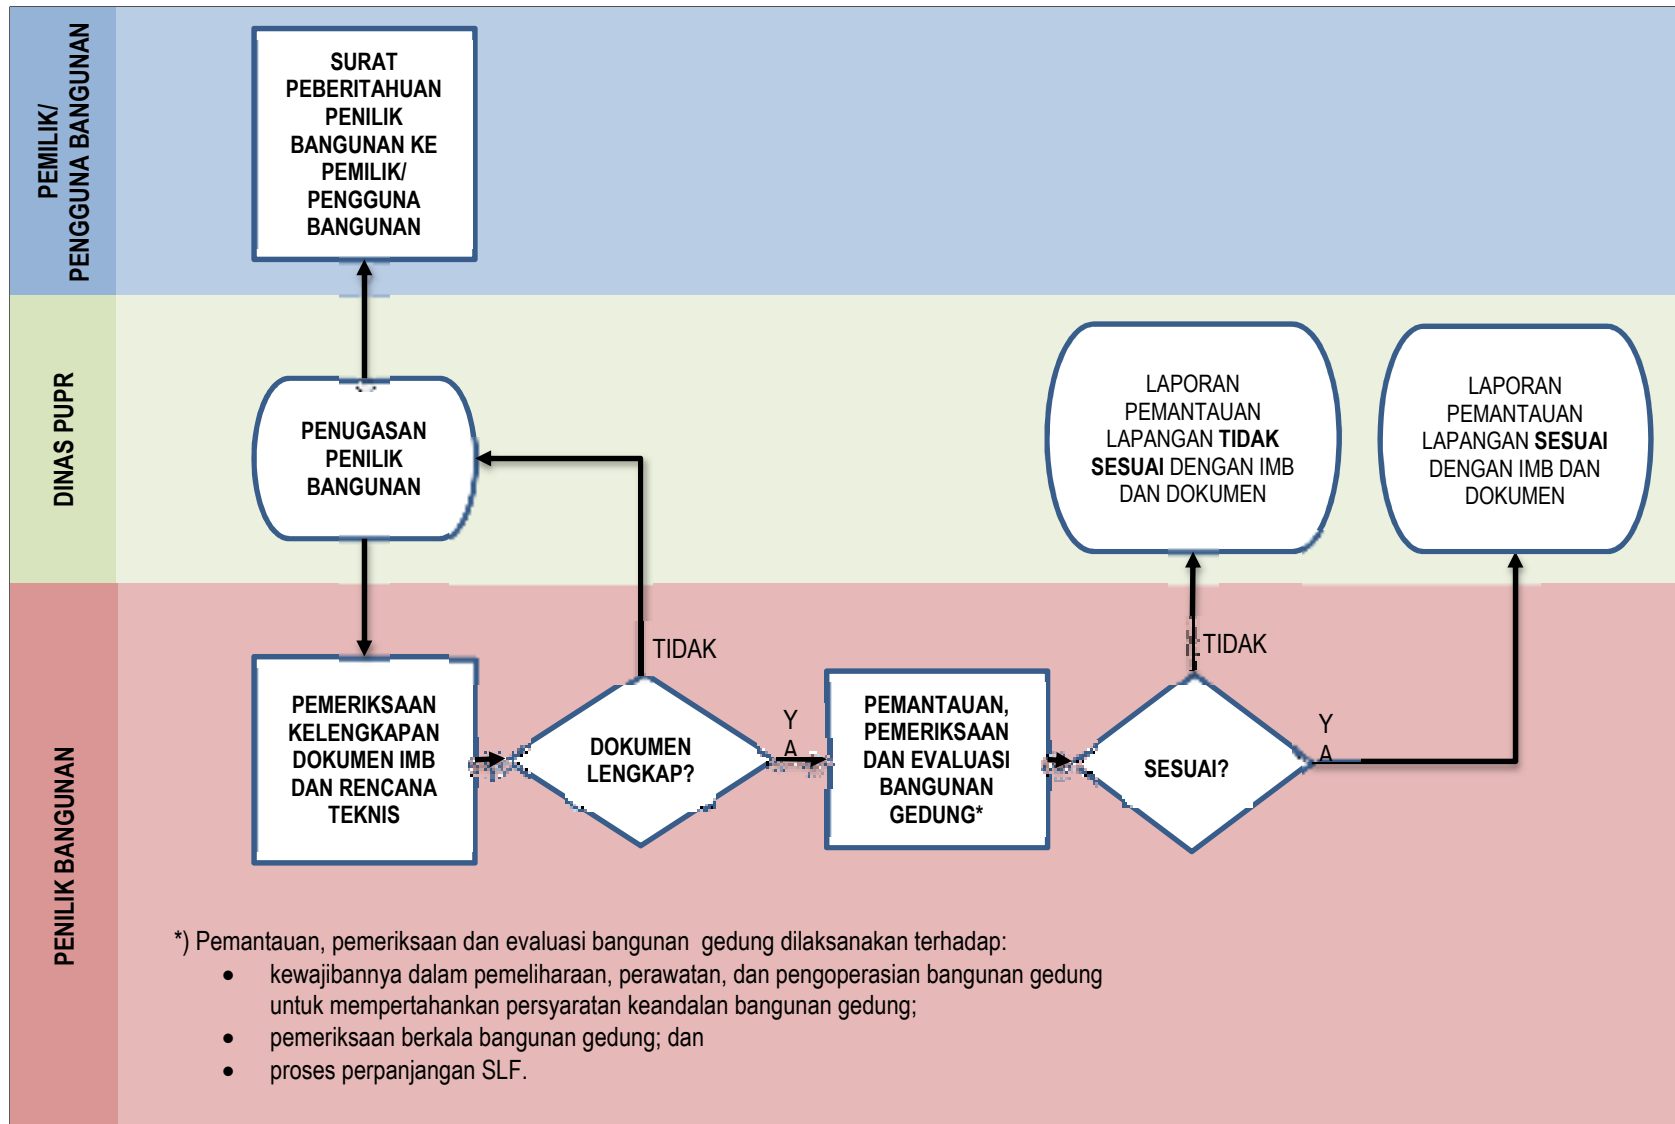 PEMILIK/
PENGGUNA BANGUNAN
SURAT
PEBERITAHUAN
PENILIK
BANGUNAN KE
PEMILIK/
PENGGUNA
BANGUNAN
DINAS PUPR
PENUGASAN
PENILIK
BANGUNAN
LAPORAN
PEMANTAUAN
LAPANGAN TIDAK
SESUAI DENGAN IMB
DAN DOKUMEN
LAPORAN
PEMANTAUAN
LAPANGAN SESUAI
DENGAN IMB DAN
DOKUMEN
PENILIK BANGUNAN
PEMERIKSAAN
KELENGKAPAN
DOKUMEN IMB
DAN RENCANA
TEKNIS
DOKUMEN
LENGKAP?
TIDAK
Y
A
PEMANTAUAN,
PEMERIKSAAN
DAN EVALUASI
BANGUNAN
GEDUNG*
SESUAI?
TIDAK
Y
A
*) Pemantauan, pemeriksaan dan evaluasi bangunan gedung dilaksanakan terhadap:
• kewajibannya dalam pemeliharaan, perawatan, dan pengoperasian bangunan gedung
untuk mempertahankan persyaratan keandalan bangunan gedung;
• pemeriksaan berkala bangunan gedung; dan
• proses perpanjangan SLF.